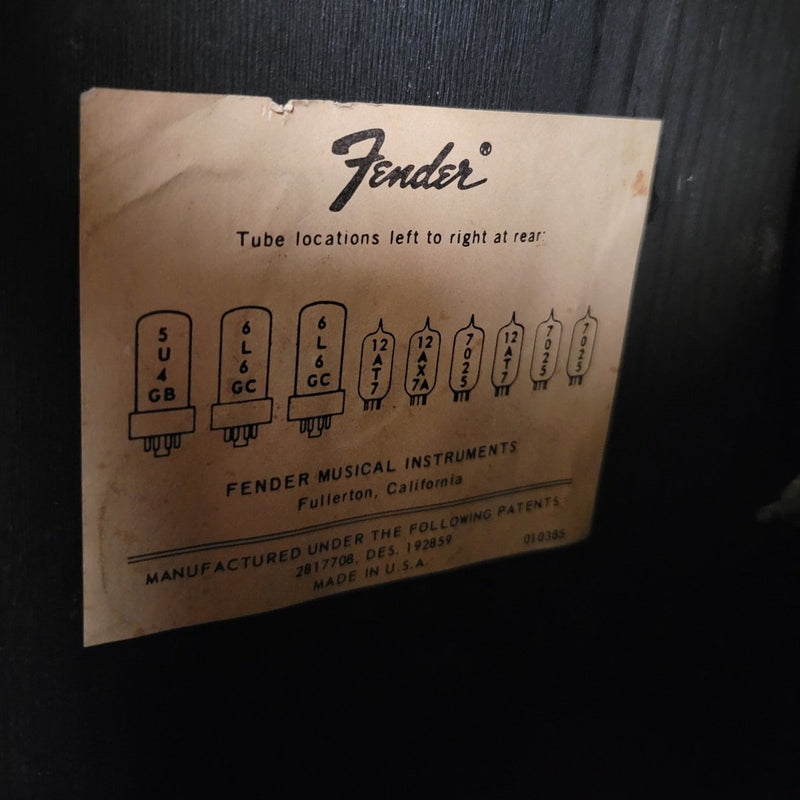 Fender®
Tube locations left to right at rear:
5U4GB 6L6GC 6L6GC 12AT7 12AX7A 7025 12AT7 7025 7025
FENDER MUSICAL INSTRUMENTS
Fullerton, California
MANUFACTURED UNDER THE FOLLOWING PATENTS
2817708, DES. 192859
010385
MADE IN U.S.A.